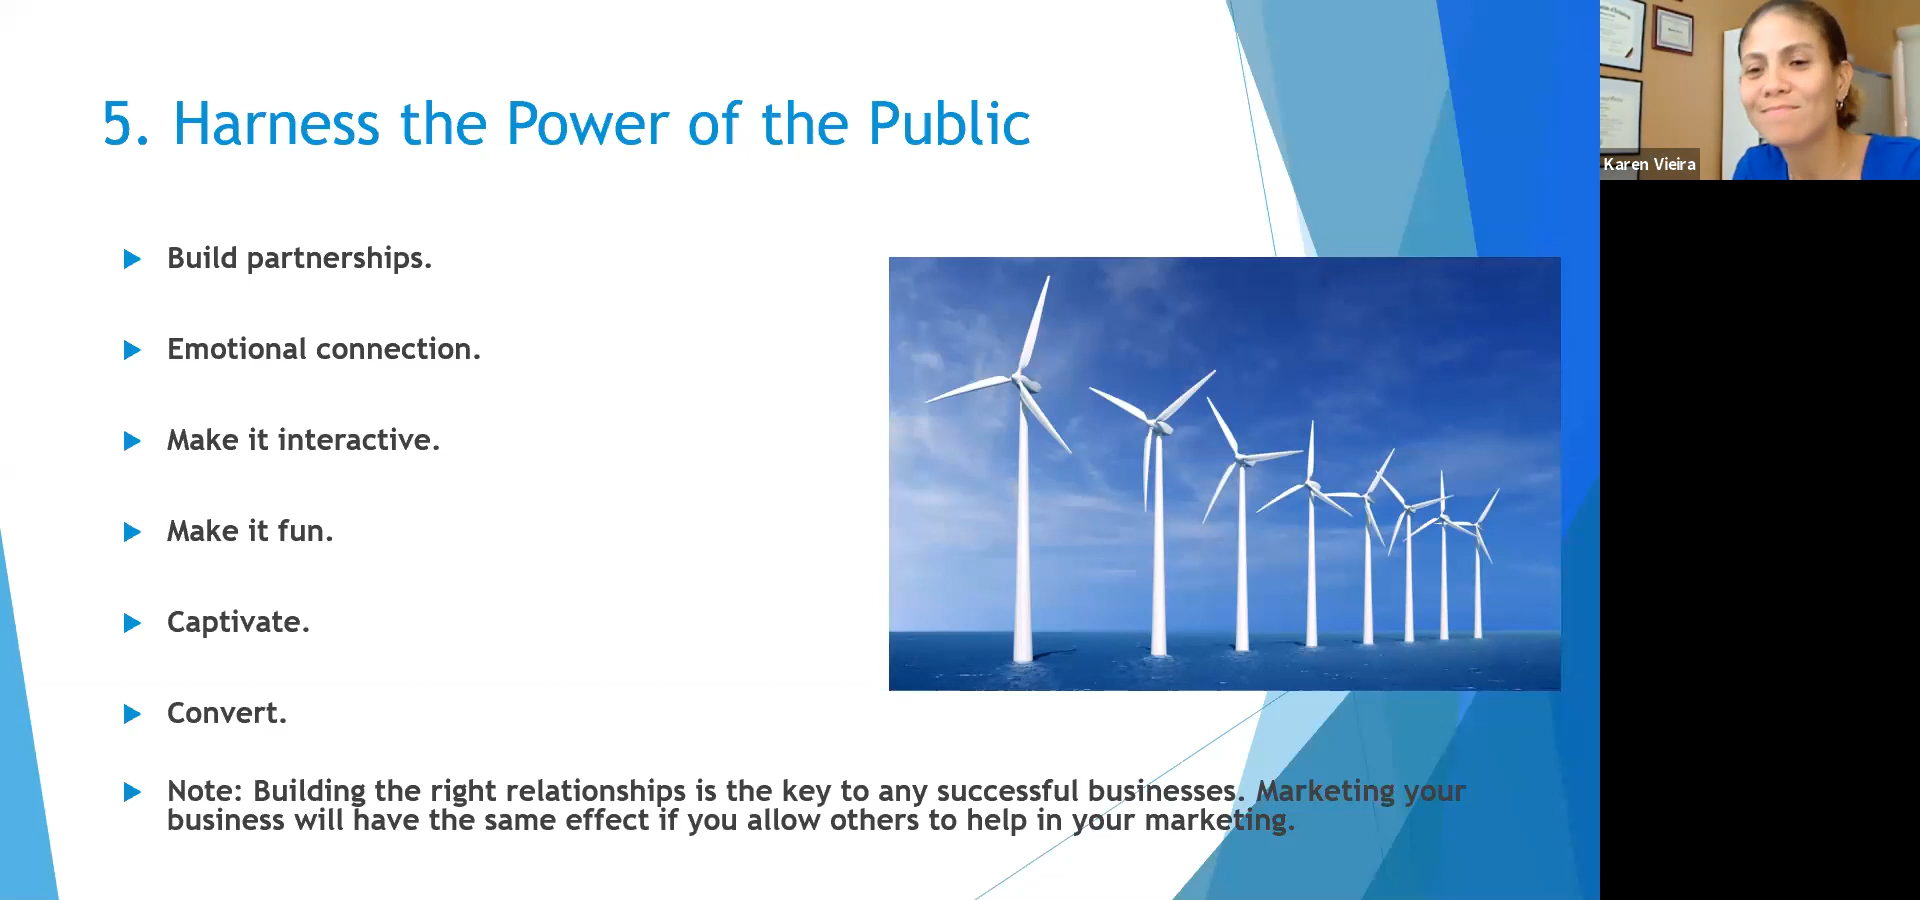 5. Harness the Power of the Public
Build partnerships.
Emotional connection.
Make it interactive.
Make it fun.
Captivate.
Convert.
Note: Building the right relationships is the key to any successful businesses. Marketing your
business will have the same effect if you allow others to help in your marketing.
Karen Vieira